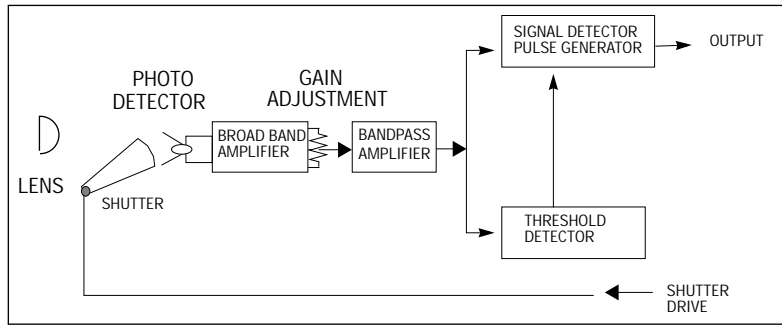 SIGNAL DETECTOR
PULSE GENERATOR
OUTPUT
PHOTO
DETECTOR
GAIN
ADJUSTMENT
BROAD BAND
AMPLIFIER
BANDPASS
AMPLIFIER
LENS
SHUTTER
THRESHOLD
DETECTOR
SHUTTER
DRIVE